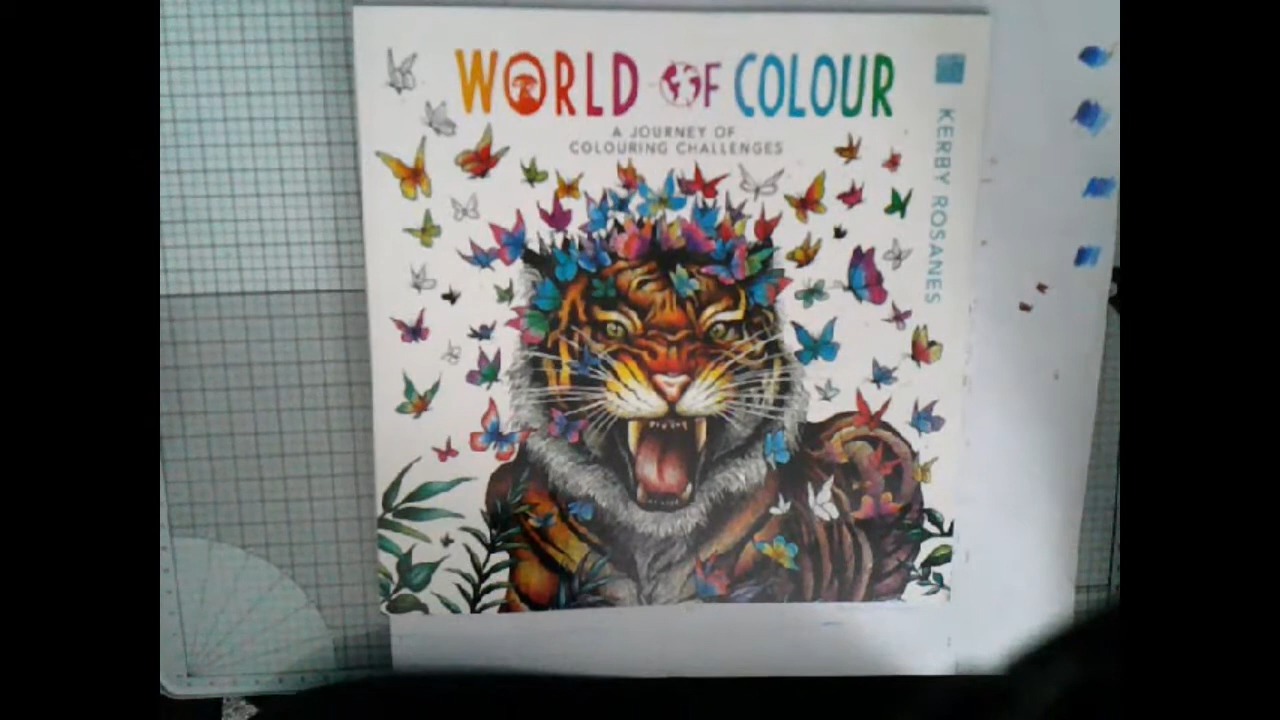 WORLD OF COLOUR
A JOURNEY OF
COLOURING CHALLENGES
KERBY ROSANES